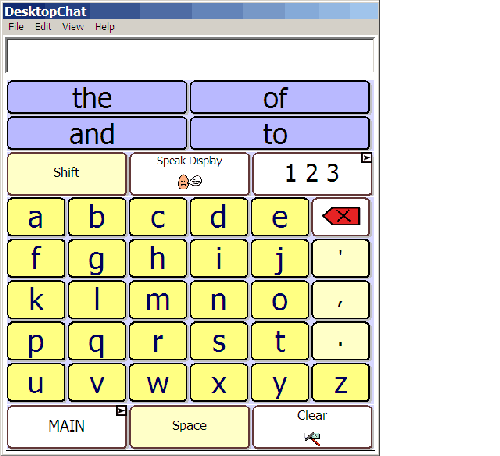 DesktopChat
File Edit View Help
the of
and to
Shift Speak Display 1 2 3
a b c d e
f g h i j '
k l m n o ,
p q r s t .
u v w x y z
MAIN Space Clear